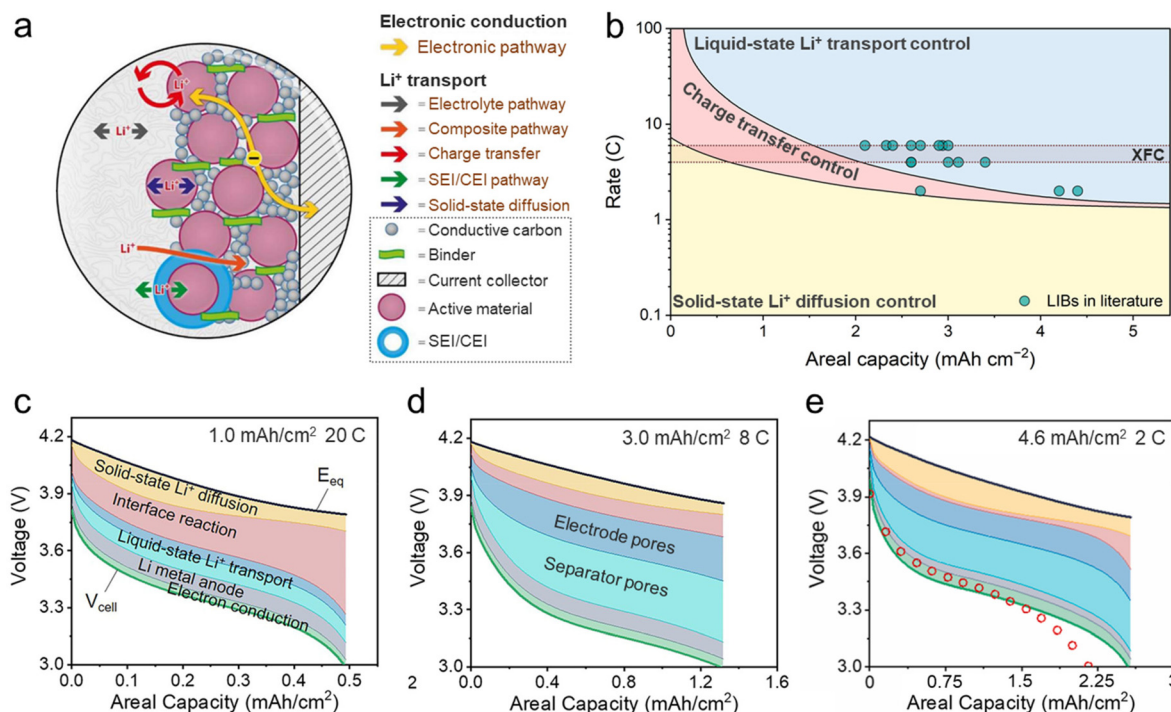 a
Electronic conduction
Electronic pathway
Li⁺ transport
= Electrolyte pathway
= Composite pathway
= Charge transfer
= SEI/CEI pathway
= Solid-state diffusion
= Conductive carbon
= Binder
= Current collector
= Active material
= SEI/CEI
Li⁺
Li⁺
Li⁺
Li⁺
Li⁺
−
b
Rate (C)
100
10
1
0.1
Liquid-state Li⁺ transport control
Charge transfer control
XFC
Solid-state Li⁺ diffusion control
LIBs in literature
0 1 2 3 4 5
Areal capacity (mAh cm⁻²)
c
1.0 mAh/cm² 20 C
Voltage (V)
4.2
3.9
3.6
3.3
3.0
Solid-state Li⁺ diffusion
E_eq
Interface reaction
Liquid-state Li⁺ transport
Li metal anode
Electron conduction
V_cell
0.0 0.1 0.2 0.3 0.4 0.5
Areal Capacity (mAh/cm²)
2
d
3.0 mAh/cm² 8 C
Voltage (V)
4.2
3.9
3.6
3.3
3.0
Electrode pores
Separator pores
0.0 0.4 0.8 1.2 1.6
Areal Capacity (mAh/cm²)
e
4.6 mAh/cm² 2 C
Voltage (V)
4.2
3.9
3.6
3.3
3.0
0 0.75 1.5 2.25 3
Areal Capacity (mAh/cm²)